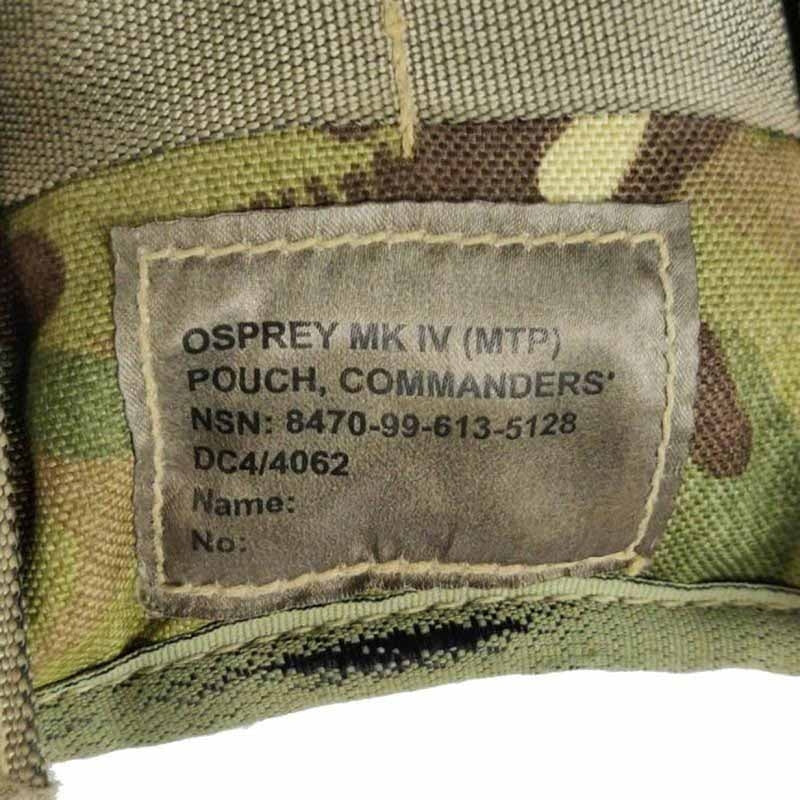 OSPREY MK IV (MTP)
POUCH, COMMANDERS'
NSN: 8470-99-613-5128
DC4/4062
Name:
No: